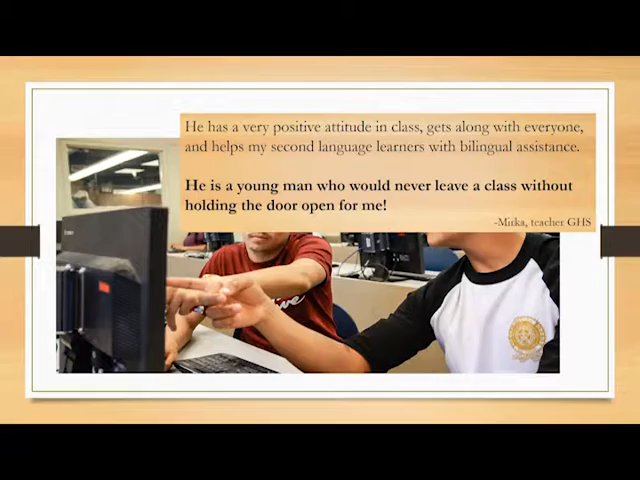 He has a very positive attitude in class, gets along with everyone,
and helps my second language learners with bilingual assistance.
He is a young man who would never leave a class without
holding the door open for me!
-Mirka, teacher GHS